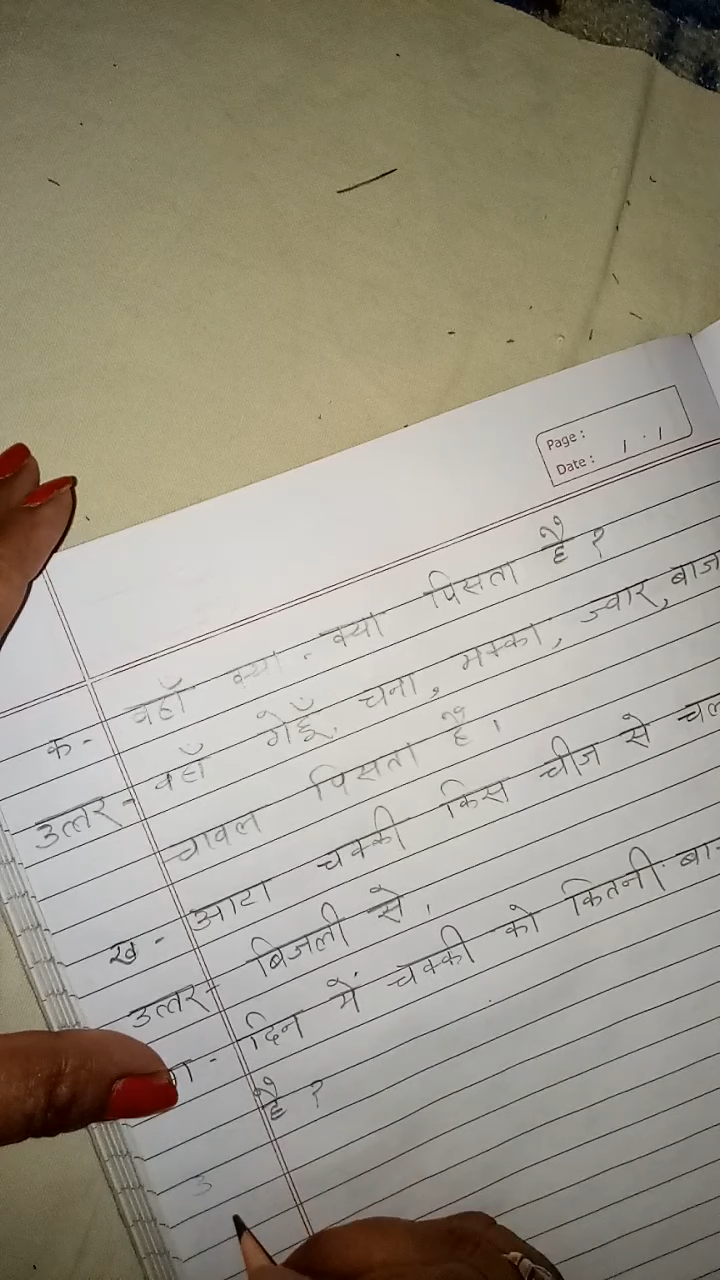 Page :
Date : / . /
क - वहाँ क्या - क्या पिसता है ?
उत्तर - वहाँ गेहूँ, चना, मक्का, ज्वार, बाज
चावल पिसता है ।
ख - आटा चक्की किस चीज से चल
उत्तर - बिजली से ।
दिन में चक्की को कितनी बा
है ?